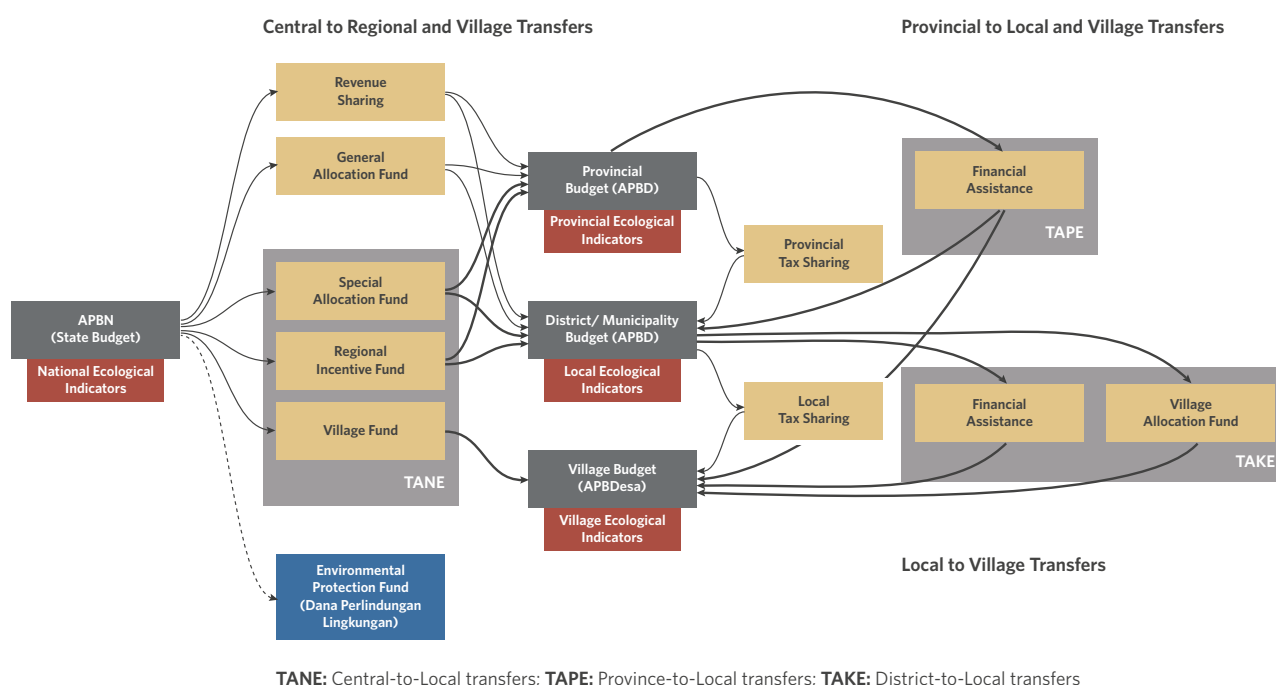 Central to Regional and Village Transfers
Provincial to Local and Village Transfers
Revenue
Sharing
General
Allocation Fund
Provincial
Budget (APBD)
Provincial Ecological
Indicators
Financial
Assistance
TAPE
Provincial
Tax Sharing
Special
Allocation Fund
APBN
(State Budget)
National Ecological
Indicators
Regional
Incentive Fund
Village Fund
TANE
District/ Municipality
Budget (APBD)
Local Ecological
Indicators
Local
Tax Sharing
Financial
Assistance
Village
Allocation Fund
TAKE
Village Budget
(APBDesa)
Village Ecological
Indicators
Environmental
Protection Fund
(Dana Perlindungan
Lingkungan)
Local to Village Transfers
TANE: Central-to-Local transfers; TAPE: Province-to-Local transfers; TAKE: District-to-Local transfers